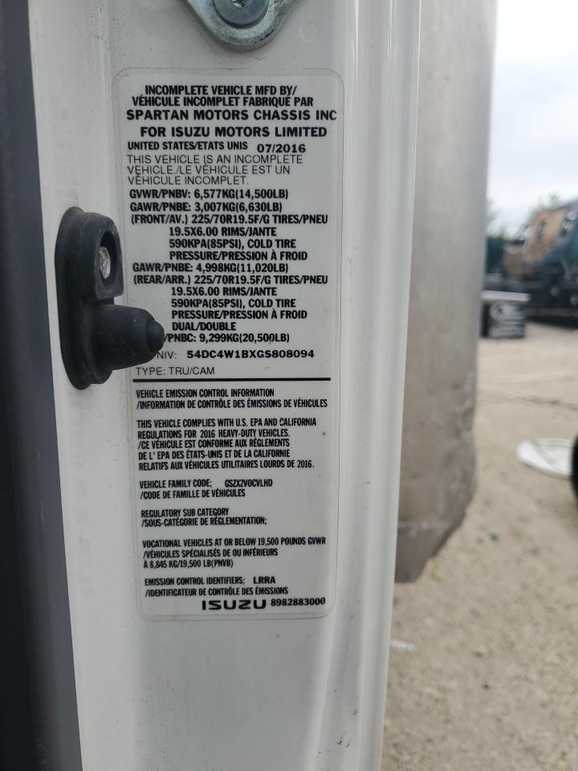 INCOMPLETE VEHICLE MFD BY/
VÉHICULE INCOMPLET FABRIQUÉ PAR
SPARTAN MOTORS CHASSIS INC
FOR ISUZU MOTORS LIMITED
UNITED STATES/ETATS UNIS 07/2016
THIS VEHICLE IS AN INCOMPLETE
VEHICLE./LE VÉHICULE EST UN
VÉHICULE INCOMPLET.
GVWR/PNBV: 6,577KG(14,500LB)
GAWR/PNBE: 3,007KG(6,630LB)
(FRONT/AV.) 225/70R19.5F/G TIRES/PNEU
19.5X6.00 RIMS/JANTE
590KPA(85PSI), COLD TIRE
PRESSURE/PRESSION À FROID
GAWR/PNBE: 4,998KG(11,020LB)
(REAR/ARR.) 225/70R19.5F/G TIRES/PNEU
19.5X6.00 RIMS/JANTE
590KPA(85PSI), COLD TIRE
PRESSURE/PRESSION À FROID
DUAL/DOUBLE
/PNBC: 9,299KG(20,500LB)
NIV: 54DC4W1BXGS808094
TYPE: TRU/CAM
VEHICLE EMISSION CONTROL INFORMATION
/INFORMATION DE CONTRÔLE DES ÉMISSIONS DE VÉHICULES
THIS VEHICLE COMPLIES WITH U.S. EPA AND CALIFORNIA
REGULATIONS FOR 2016 HEAVY-DUTY VEHICLES.
/CE VÉHICULE EST CONFORME AUX RÈGLEMENTS
DE L' EPA DES ÉTATS-UNIS ET DE LA CALIFORNIE
RELATIFS AUX VÉHICULES UTILITAIRES LOURDS DE 2016.
VEHICLE FAMILY CODE; GSZX2VOCVLHD
/CODE DE FAMILLE DE VÉHICULES
REGULATORY SUB CATEGORY
/SOUS-CATÉGORIE DE RÉGLEMENTATION;
VOCATIONAL VEHICLES AT OR BELOW 19,500 POUNDS GVWR
/VÉHICULES SPÉCIALISÉS DE OU INFÉRIEURS
À 8,845 KG/19,500 LB(PNVB)
EMISSION CONTROL IDENTIFIERS; LRRA
/IDENTIFICATEUR DE CONTRÔLE DES ÉMISSIONS
ISUZU 8982883000